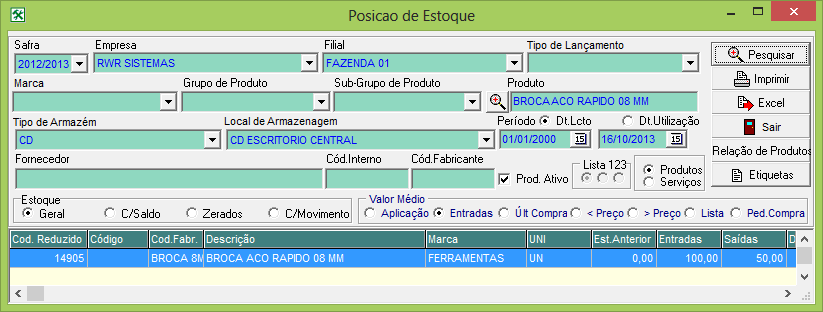 Posicao de Estoque
Safra Empresa Filial Tipo de Lançamento
2012/2013 RWR SISTEMAS FAZENDA 01
Pesquisar
Marca Grupo de Produto Sub-Grupo de Produto Produto
BROCA ACO RAPIDO 08 MM
Imprimir
Tipo de Armazém Local de Armazenagem Período Dt.Lcto Dt.Utilização
CD CD ESCRITORIO CENTRAL 01/01/2000 15 16/10/2013 15
Excel
Sair
Fornecedor Cód.Interno Cód.Fabricante
Prod. Ativo
Lista 123
Produtos
Serviços
Relação de Produtos
Etiquetas
Estoque
Geral C/Saldo Zerados C/Movimento
Valor Médio
Aplicação Entradas Últ Compra < Preço > Preço Lista Ped.Compra
Cod. Reduzido Código Cod.Fabr. Descrição Marca UNI Est.Anterior Entradas Saídas D
14905 BROCA 8M BROCA ACO RAPIDO 08 MM FERRAMENTAS UN 0,00 100,00 50,00